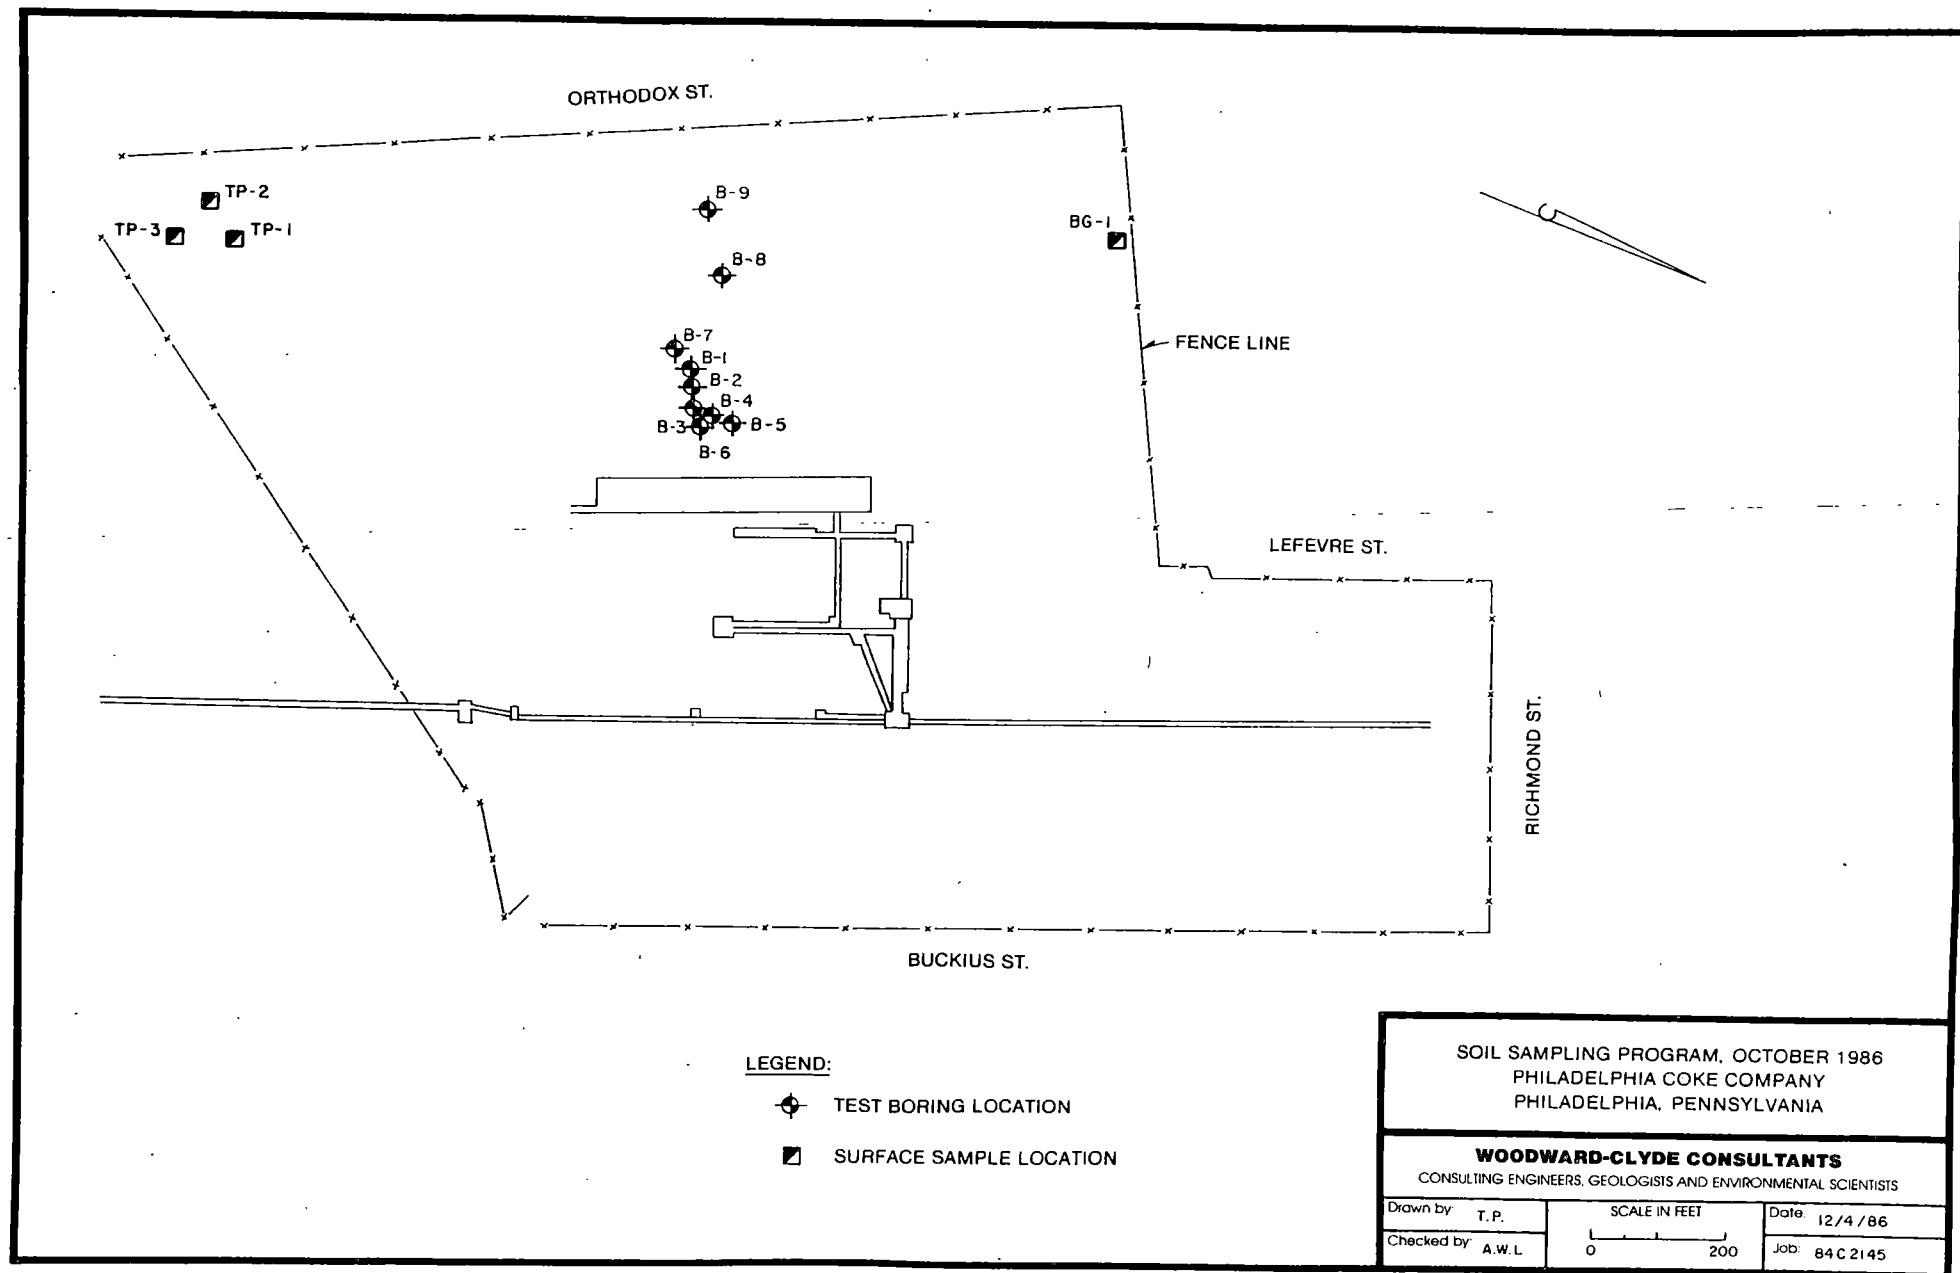 ORTHODOX ST.
TP-2
TP-3
TP-1
B-9
BG-1
B-8
B-7
B-1
B-2
B-4
B-3
B-5
B-6
FENCE LINE
LEFEVRE ST.
RICHMOND ST.
BUCKIUS ST.
LEGEND:
TEST BORING LOCATION
SURFACE SAMPLE LOCATION
SOIL SAMPLING PROGRAM, OCTOBER 1986
PHILADELPHIA COKE COMPANY
PHILADELPHIA, PENNSYLVANIA
WOODWARD-CLYDE CONSULTANTS
CONSULTING ENGINEERS, GEOLOGISTS AND ENVIRONMENTAL SCIENTISTS
Drawn by: T.P.
Checked by: A.W.L
SCALE IN FEET
0 200
Date: 12/4/86
Job: 84C2145